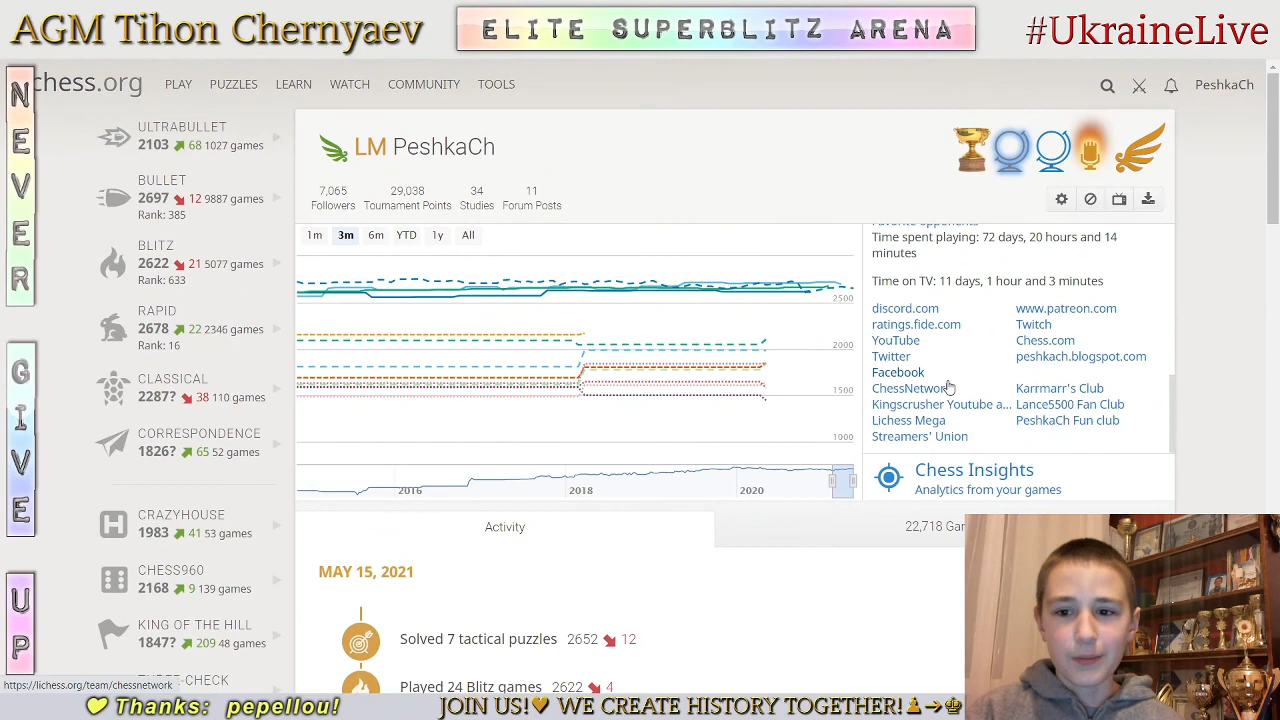 AGM Tihon Chernyaev
ELITE SUPERBLITZ ARENA
#UkraineLive
NEVER
GIVE
UP
chess.org
PLAY PUZZLES LEARN WATCH COMMUNITY TOOLS
PeshkaCh
ULTRABULLET
2103 68 1027 games
BULLET
2697 12 9887 games
Rank: 385
BLITZ
2622 21 5077 games
Rank: 633
RAPID
2678 22 2346 games
Rank: 16
CLASSICAL
2287? 38 110 games
CORRESPONDENCE
1826? 65 52 games
CRAZYHOUSE
1983 41 53 games
CHESS960
2168 9 139 games
KING OF THE HILL
1847? 209 48 games
THREE-CHECK
LM PeshkaCh
7,065 29,038 34 11
Followers Tournament Points Studies Forum Posts
1m 3m 6m YTD 1y All
2500
2000
1500
1000
2016 2018 2020
Favorite opponents
Time spent playing: 72 days, 20 hours and 14
minutes
Time on TV: 11 days, 1 hour and 3 minutes
discord.com www.patreon.com
ratings.fide.com Twitch
YouTube Chess.com
Twitter peshkach.blogspot.com
Facebook
ChessNetwork Karrmarr's Club
Kingscrusher Youtube a... Lance5500 Fan Club
Lichess Mega PeshkaCh Fun club
Streamers' Union
Chess Insights
Analytics from your games
Activity 22,718 Gam
MAY 15, 2021
Solved 7 tactical puzzles 2652 12
Played 24 Blitz games 2622 4
https://lichess.org/team/chessnetwork
Thanks: pepellou!
JOIN US!♥ WE CREATE HISTORY TOGETHER!♟→♚